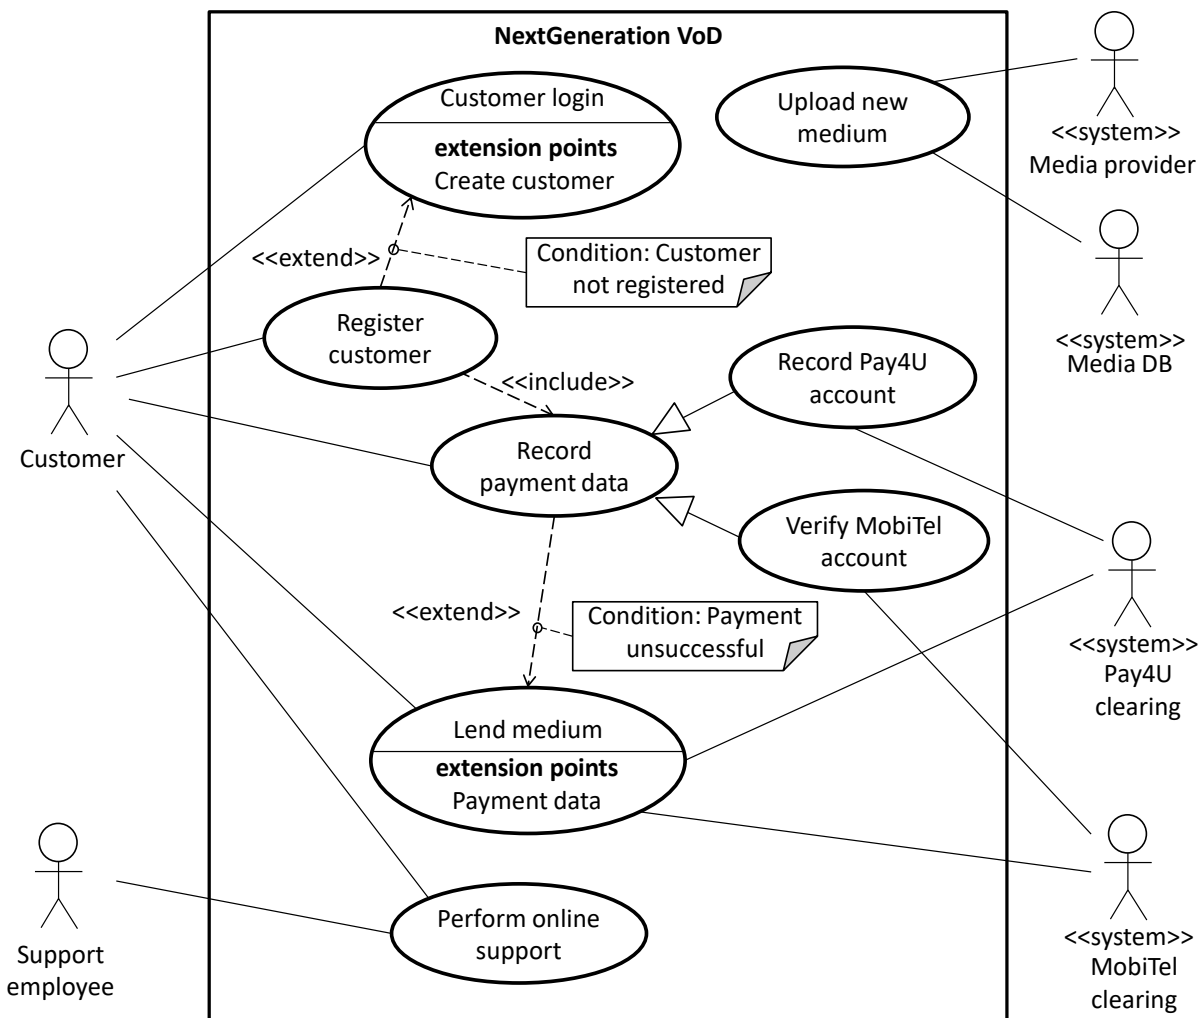 NextGeneration VoD
Customer login
extension points
Create customer
Upload new
medium
<<system>>
Media provider
<<extend>>
Condition: Customer
not registered
Register
customer
<<include>>
Record Pay4U
account
<<system>>
Media DB
Customer
Record
payment data
Verify MobiTel
account
<<extend>>
Condition: Payment
unsuccessful
<<system>>
Pay4U
clearing
Lend medium
extension points
Payment data
Perform online
support
Support
employee
<<system>>
MobiTel
clearing